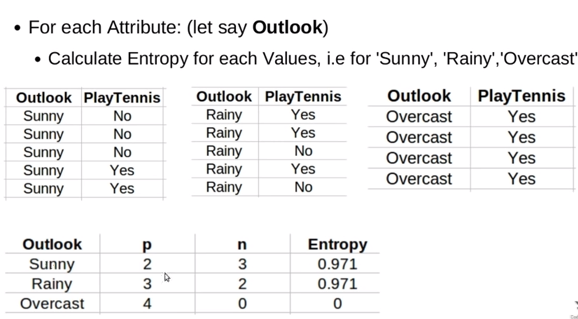 • For each Attribute: (let say Outlook)
• Calculate Entropy for each Values, i.e for 'Sunny', 'Rainy','Overcast'
Outlook PlayTennis
Sunny No
Sunny No
Sunny No
Sunny Yes
Sunny Yes
Outlook PlayTennis
Rainy Yes
Rainy Yes
Rainy No
Rainy Yes
Rainy No
Outlook PlayTennis
Overcast Yes
Overcast Yes
Overcast Yes
Overcast Yes
Outlook p n Entropy
Sunny 2 3 0.971
Rainy 3 2 0.971
Overcast 4 0 0